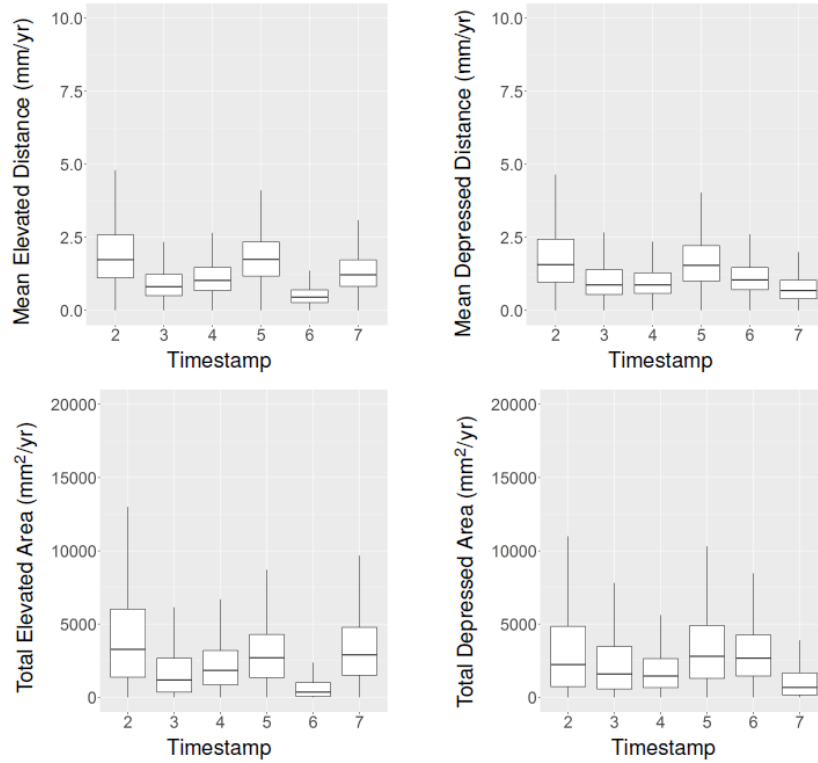 Mean Elevated Distance (mm/yr)
10.0
7.5
5.0
2.5
0.0
2 3 4 5 6 7
Timestamp
Mean Depressed Distance (mm/yr)
10.0
7.5
5.0
2.5
0.0
2 3 4 5 6 7
Timestamp
Total Elevated Area (mm²/yr)
20000
15000
10000
5000
0
2 3 4 5 6 7
Timestamp
Total Depressed Area (mm²/yr)
20000
15000
10000
5000
0
2 3 4 5 6 7
Timestamp